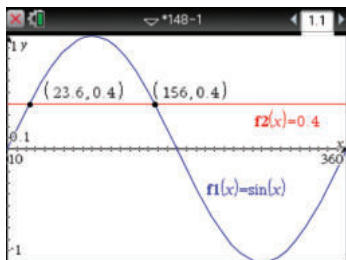 *148-1
1.1
1 y
(23.6,0.4)
(156,0.4)
f2(x)=0.4
0.1
x
10
360
f1(x)=sin(x)
-1